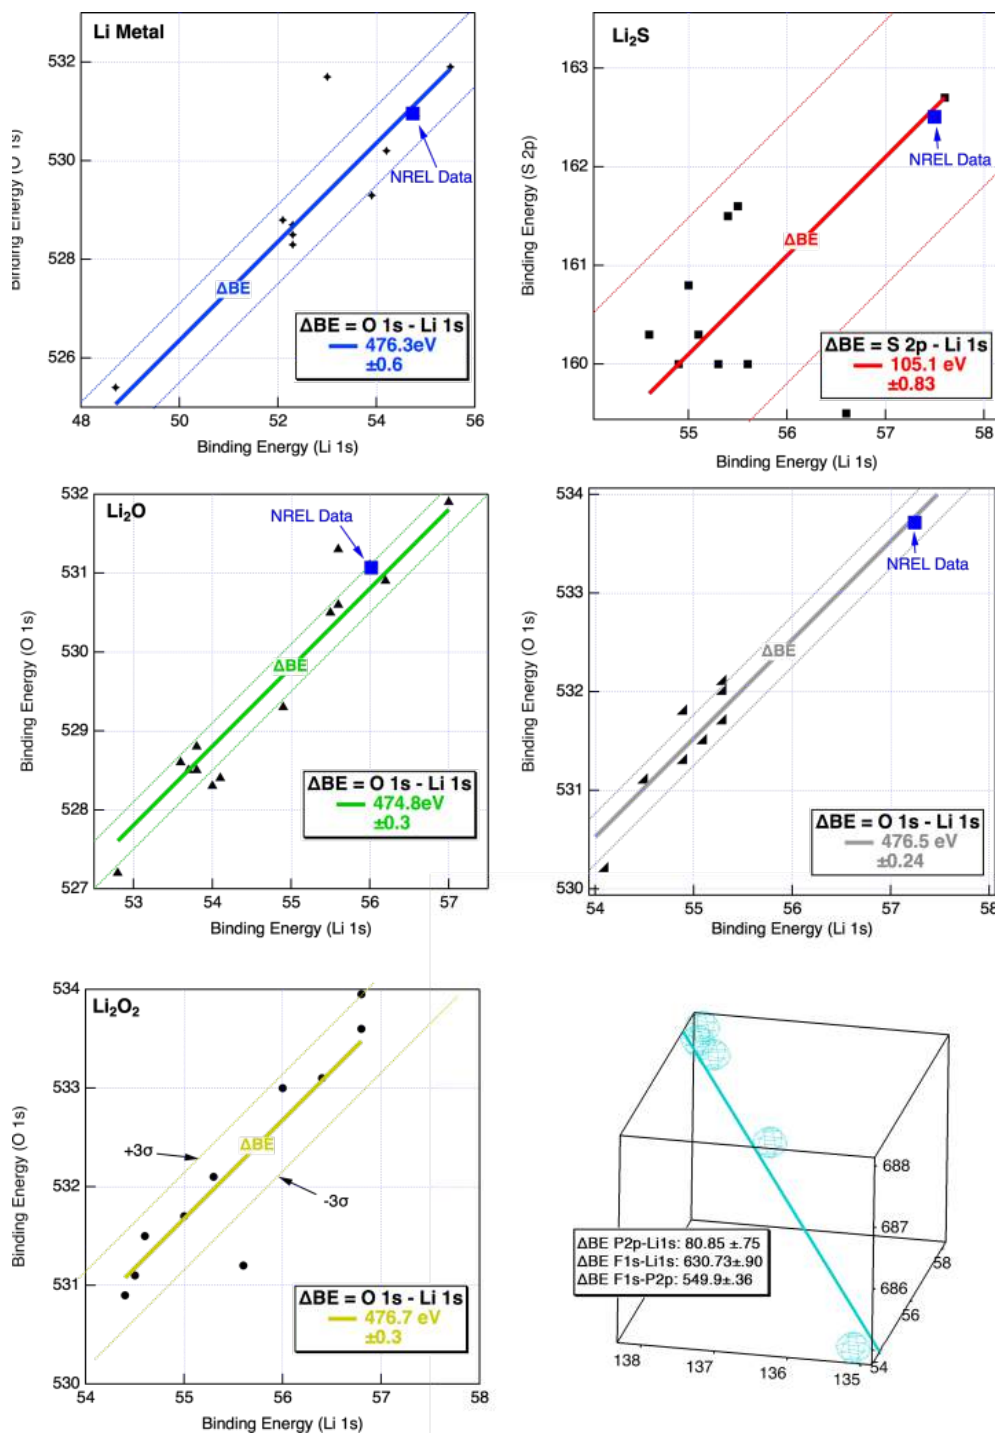 Li Metal
532
530
528
526
Binding Energy (O 1s)
NREL Data
ΔBE
ΔBE = O 1s - Li 1s
476.3eV
±0.6
48 50 52 54 56
Binding Energy (Li 1s)
Li₂S
163
162
161
160
Binding Energy (S 2p)
NREL Data
ΔBE
ΔBE = S 2p - Li 1s
105.1 eV
±0.83
55 56 57 58
Binding Energy (Li 1s)
Li₂O
532
531
530
529
528
527
Binding Energy (O 1s)
NREL Data
ΔBE
ΔBE = O 1s - Li 1s
474.8eV
±0.3
53 54 55 56 57
Binding Energy (Li 1s)
534
533
532
531
530
Binding Energy (O 1s)
NREL Data
ΔBE
ΔBE = O 1s - Li 1s
476.5 eV
±0.24
54 55 56 57 58
Binding Energy (Li 1s)
Li₂O₂
534
533
532
531
530
Binding Energy (O 1s)
+3σ
ΔBE
-3σ
ΔBE = O 1s - Li 1s
476.7 eV
±0.3
54 55 56 57 58
Binding Energy (Li 1s)
688
687
686
58
56
54
ΔBE P2p-Li1s: 80.85 ±.75
ΔBE F1s-Li1s: 630.73±.90
ΔBE F1s-P2p: 549.9±.36
138 137 136 135